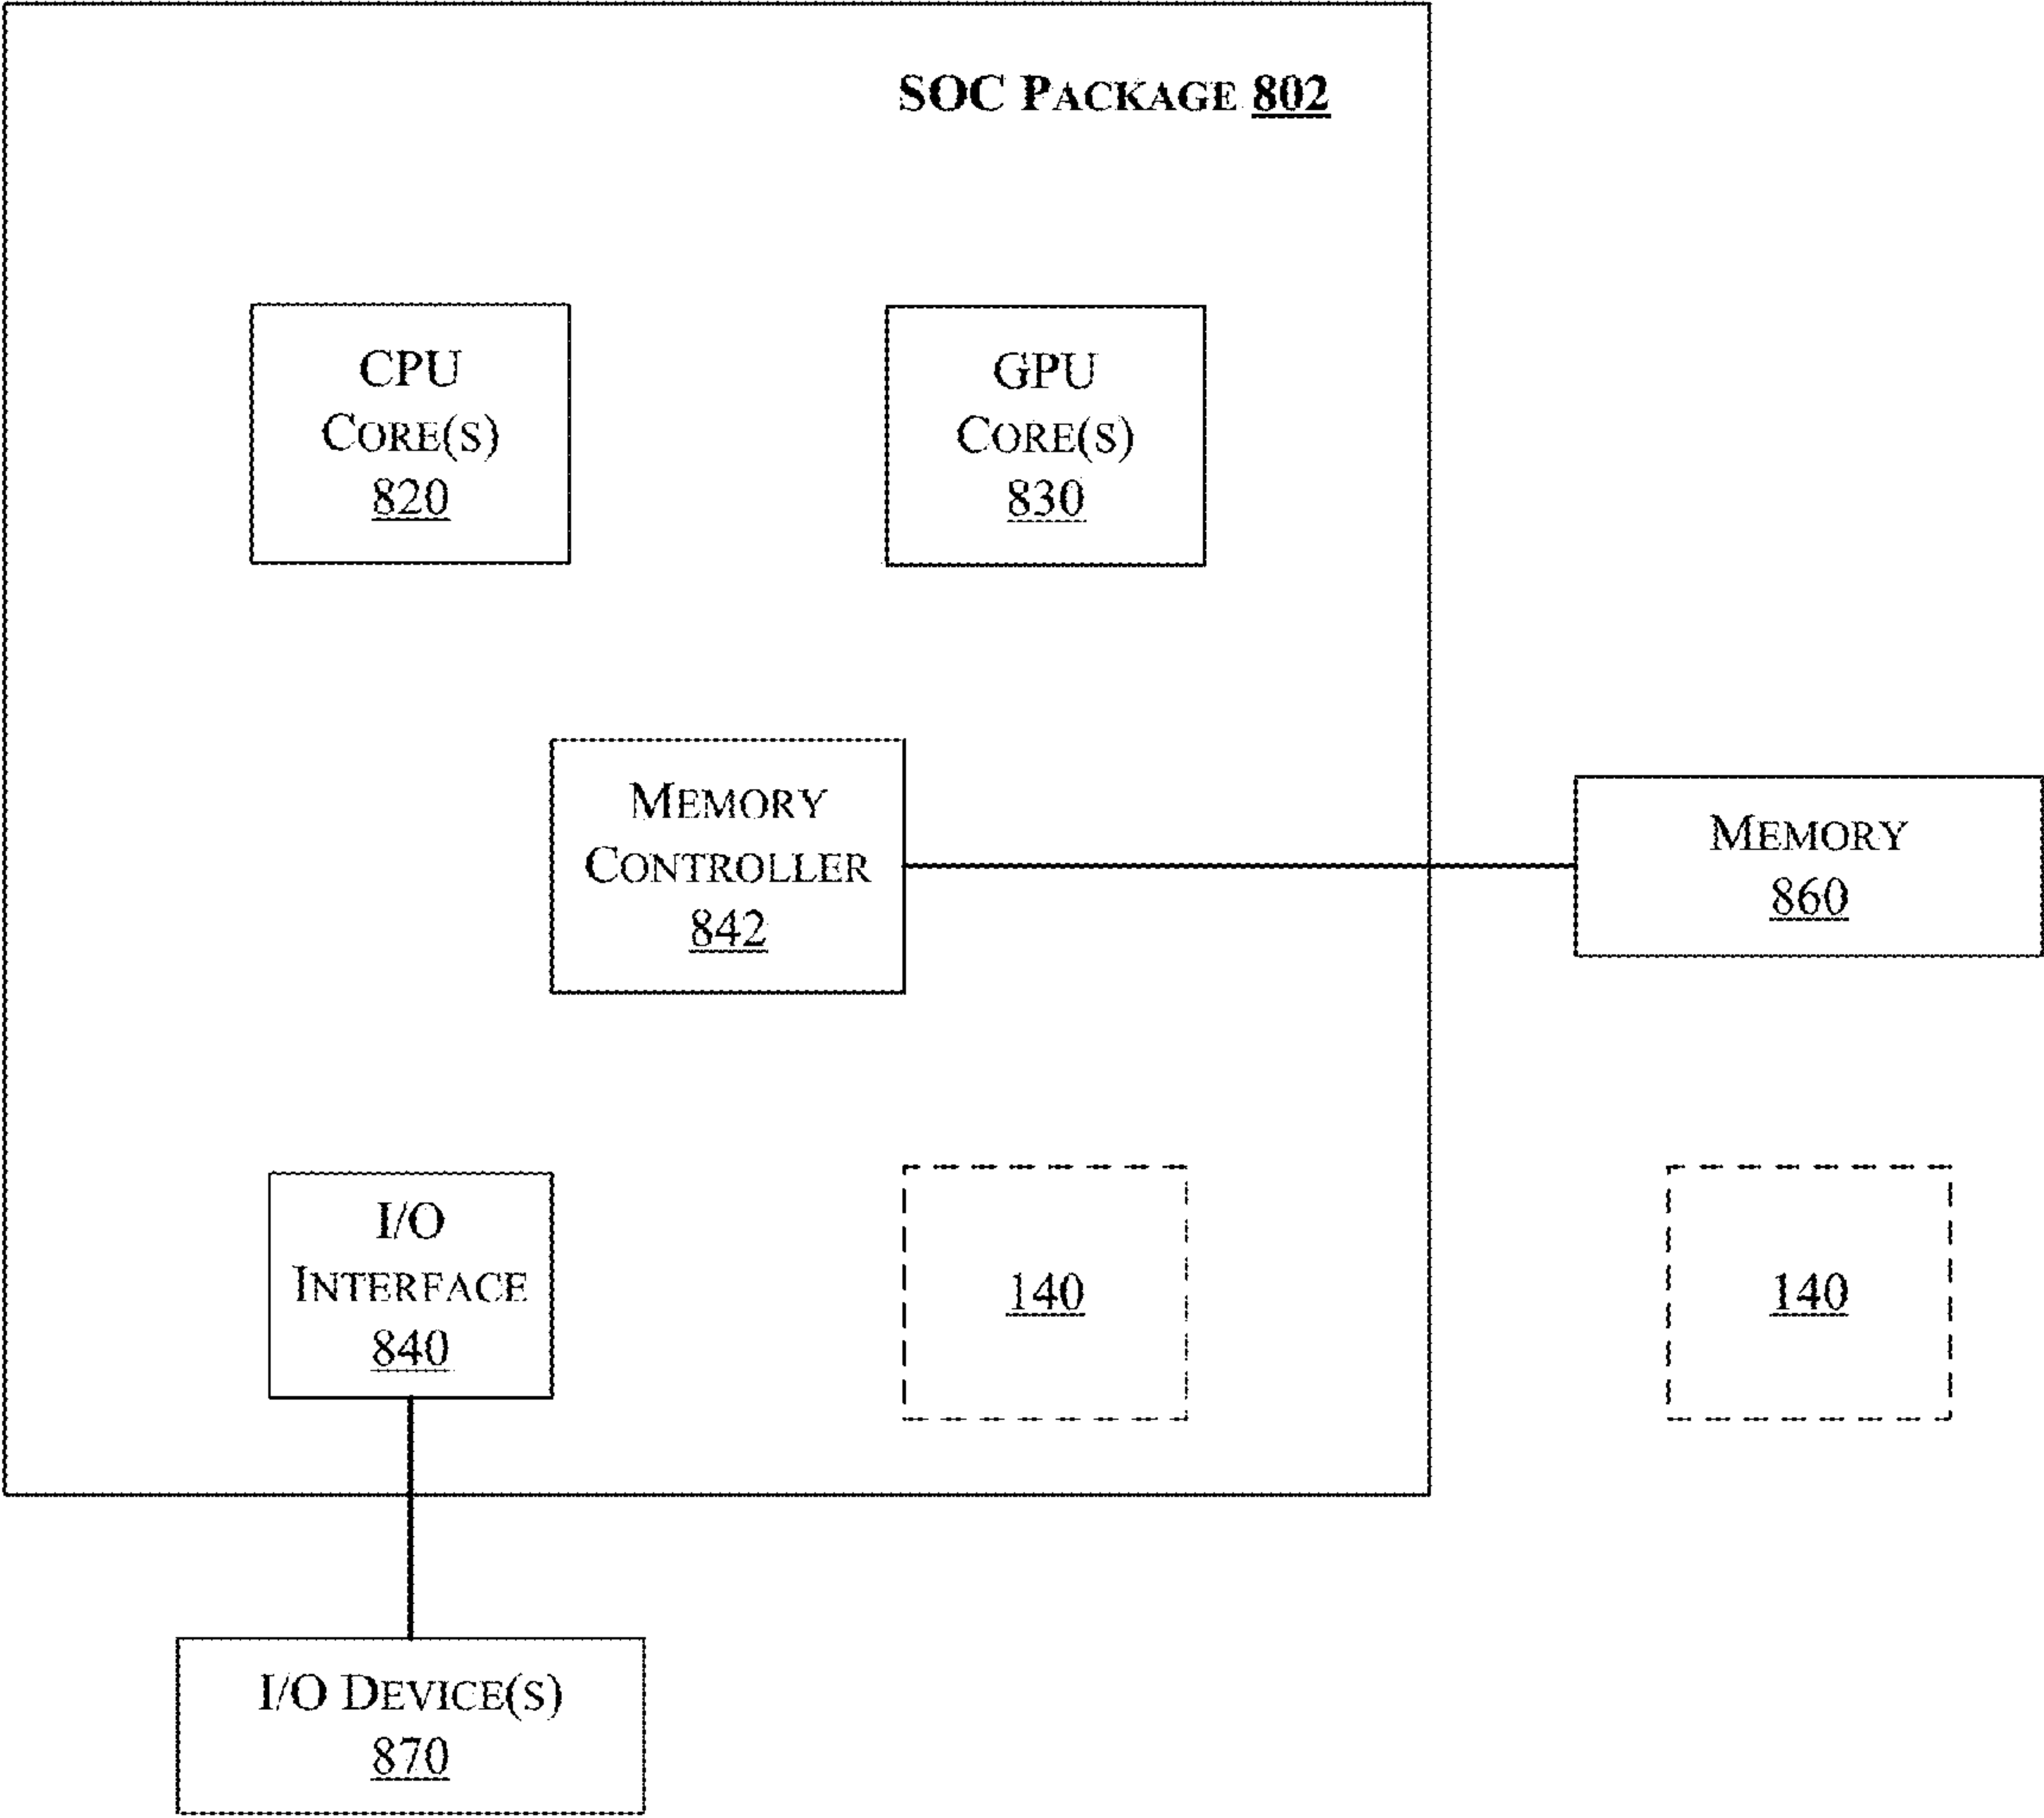 SOC PACKAGE 802
CPU
CORE(S)
820
GPU
CORE(S)
830
MEMORY
CONTROLLER
842
MEMORY
860
I/O
INTERFACE
840
140
140
I/O DEVICE(S)
870